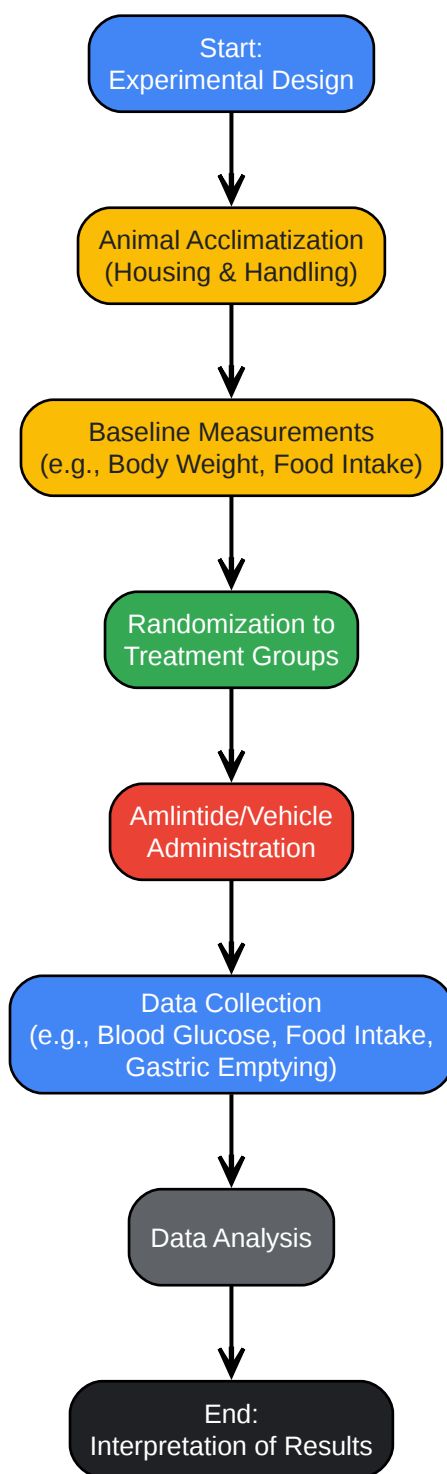 Start:
Experimental Design
Animal Acclimatization
(Housing & Handling)
Baseline Measurements
(e.g., Body Weight, Food Intake)
Randomization to
Treatment Groups
Amlintide/Vehicle
Administration
Data Collection
(e.g., Blood Glucose, Food Intake,
Gastric Emptying)
Data Analysis
End:
Interpretation of Results